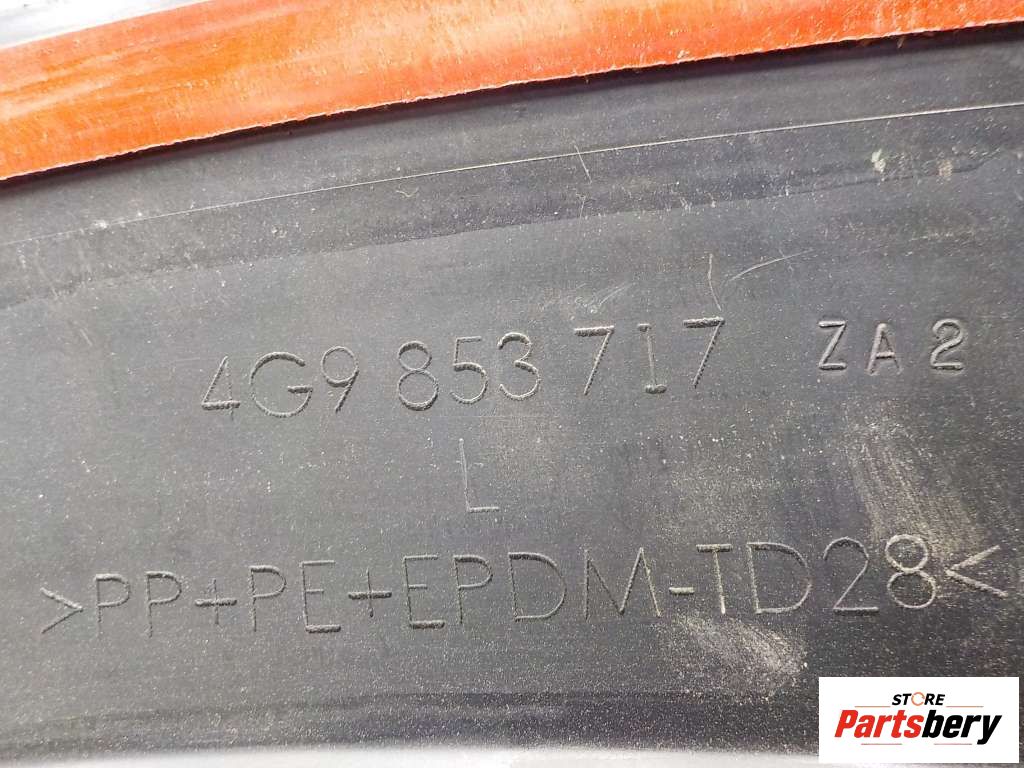 4G9 853 717 ZA2
L
>PP+PE+EPDM-TD28<
STORE
Partsbery